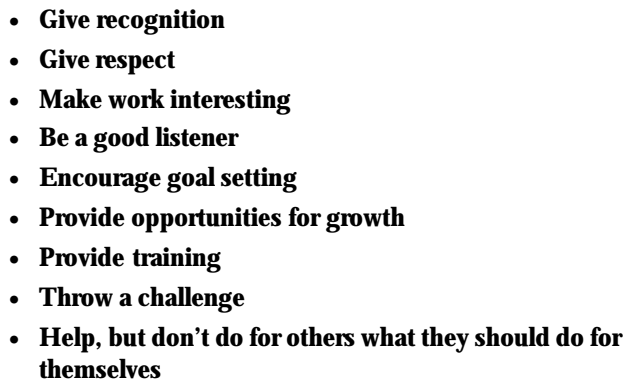 • Give recognition
• Give respect
• Make work interesting
• Be a good listener
• Encourage goal setting
• Provide opportunities for growth
• Provide training
• Throw a challenge
• Help, but don’t do for others what they should do for
themselves